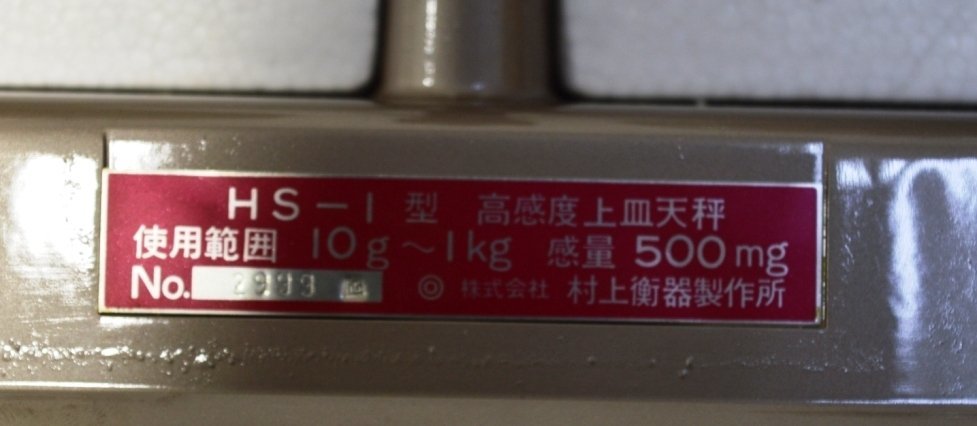 HS-1 型 高感度上皿天秤
使用範囲 10g～1kg 感量 500mg
No. ◎ 株式会社 村上衡器製作所